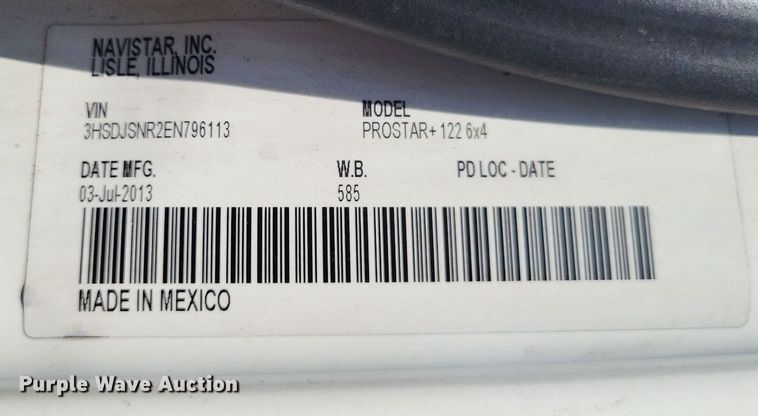 NAVISTAR, INC.
LISLE, ILLINOIS
VIN MODEL
3HSDJSNR2EN796113 PROSTAR+ 122 6x4
DATE MFG. W.B. PD LOC - DATE
03-Jul-2013 585
MADE IN MEXICO
Purple Wave Auction